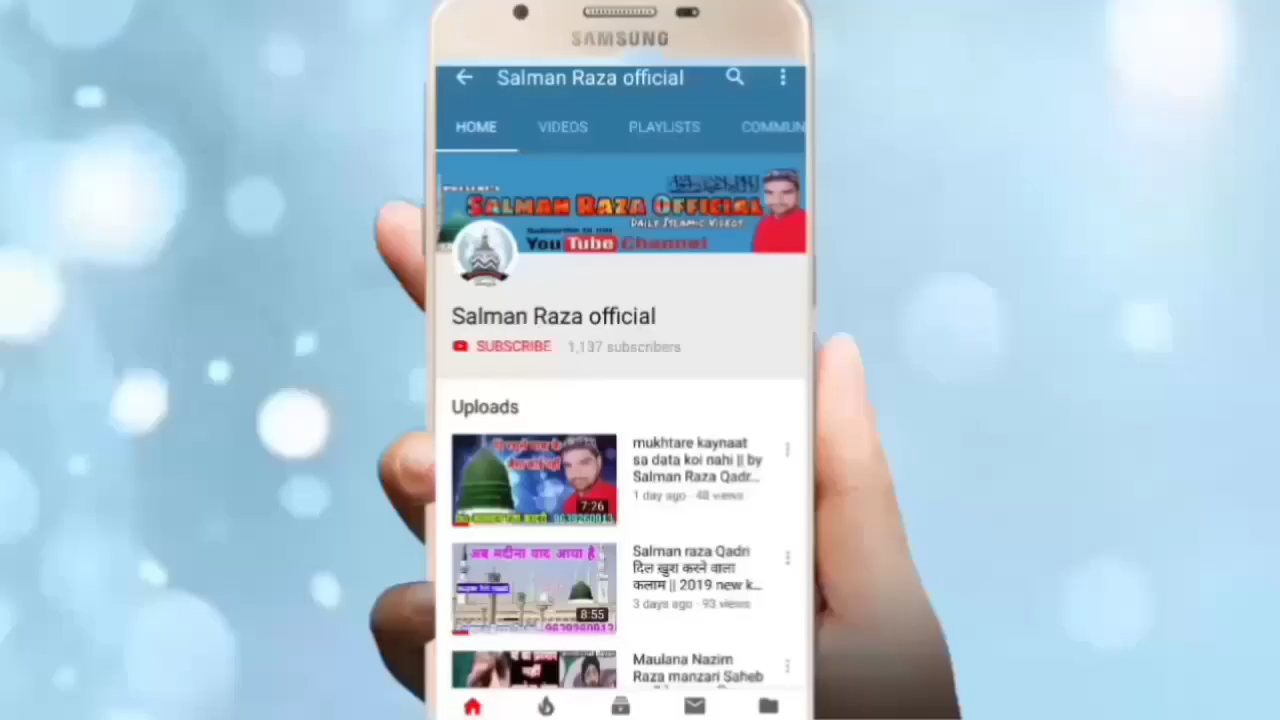 SAMSUNG
Salman Raza official
HOME VIDEOS PLAYLISTS COMMUN
SALMAN RAZA OFFICIAL
DAILY ISLAMIC VIDEOS
Subscribe to my
YouTube Channel
Salman Raza official
SUBSCRIBE 1,137 subscribers
Uploads
mukhtare kaynaat
sa data koi nahi || by
Salman Raza Qadr...
1 day ago · 48 views
7:26
Salman raza Qadri
दिल खुश करने वाला
कलाम || 2019 new k...
3 days ago · 93 views
अब मदीना याद आया है
8:55
Maulana Nazim
Raza manzari Saheb